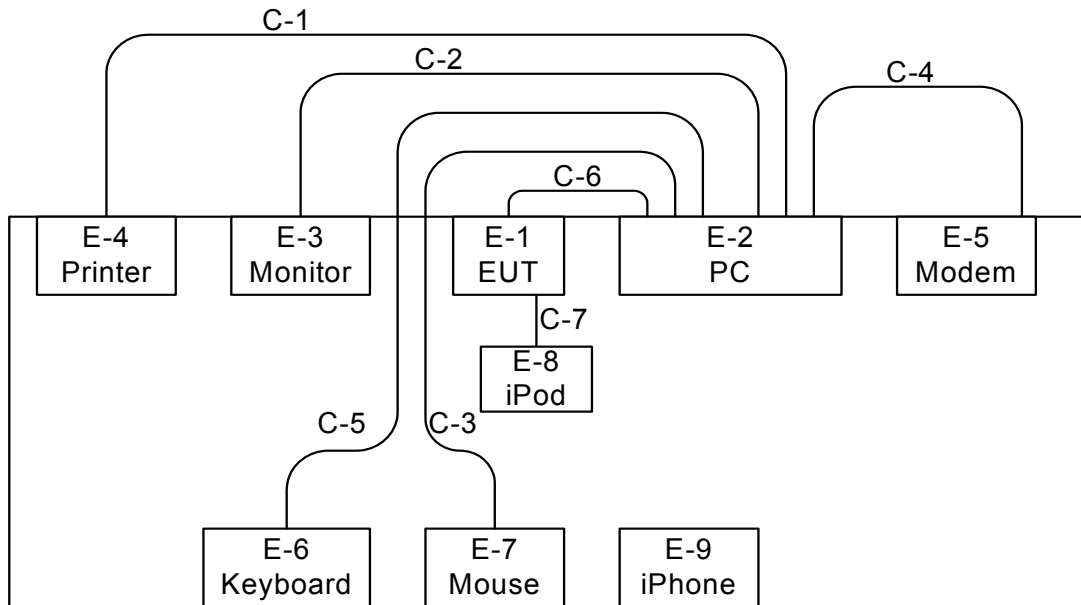 C-1
C-2
C-4
C-6
E-4
Printer
E-3
Monitor
E-1
EUT
E-2
PC
E-5
Modem
C-7
E-8
iPod
C-5
C-3
E-6
Keyboard
E-7
Mouse
E-9
iPhone